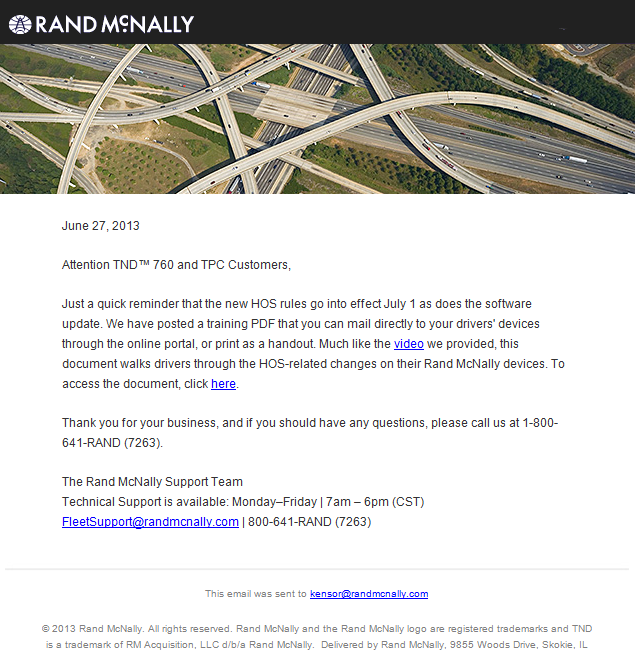 RAND McNALLY
June 27, 2013
Attention TND™ 760 and TPC Customers,
Just a quick reminder that the new HOS rules go into effect July 1 as does the software
update. We have posted a training PDF that you can mail directly to your drivers' devices
through the online portal, or print as a handout. Much like the video we provided, this
document walks drivers through the HOS-related changes on their Rand McNally devices. To
access the document, click here.
Thank you for your business, and if you should have any questions, please call us at 1-800-
641-RAND (7263).
The Rand McNally Support Team
Technical Support is available: Monday–Friday | 7am – 6pm (CST)
FleetSupport@randmcnally.com | 800-641-RAND (7263)
This email was sent to kensor@randmcnally.com
© 2013 Rand McNally. All rights reserved. Rand McNally and the Rand McNally logo are registered trademarks and TND
is a trademark of RM Acquisition, LLC d/b/a Rand McNally. Delivered by Rand McNally, 9855 Woods Drive, Skokie, IL